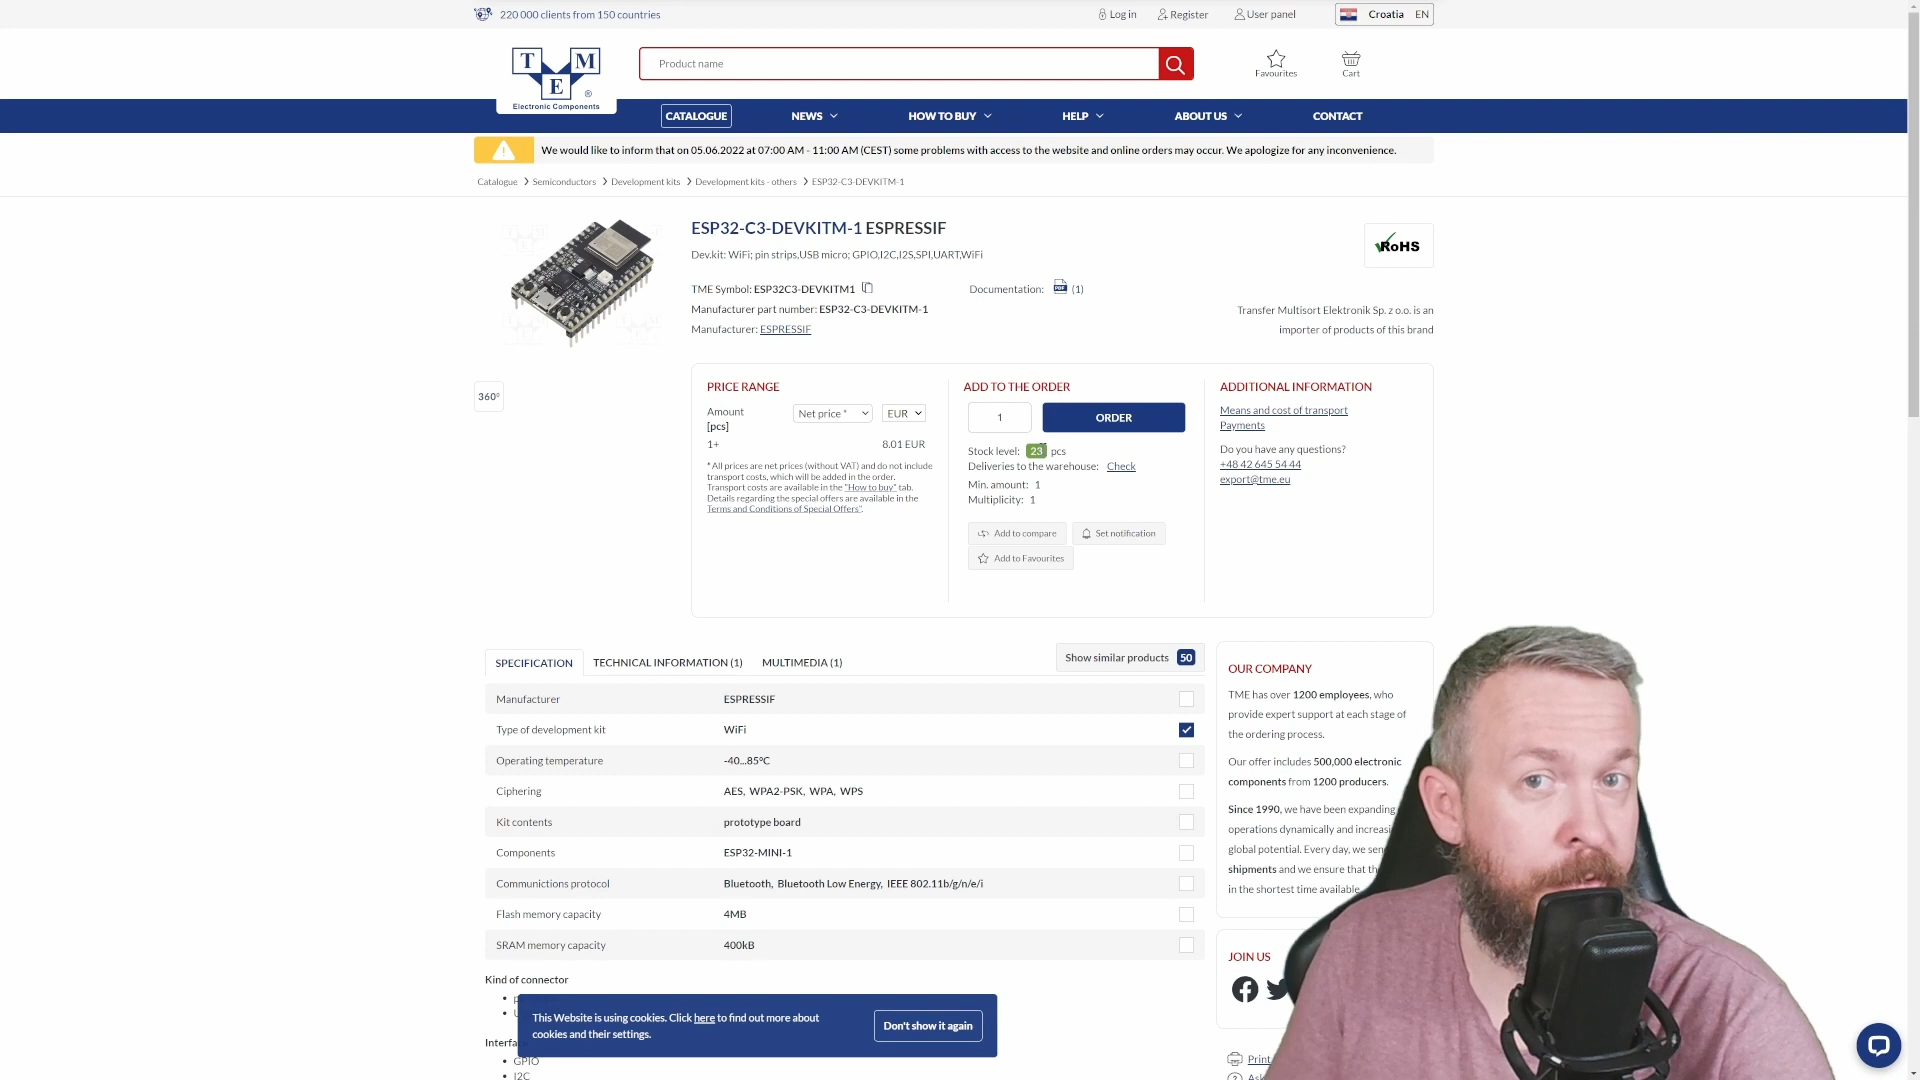 220 000 clients from 150 countries
Log in
Register
User panel
Croatia EN
T M E ®
Electronic Components
Product name
Favourites
Cart
CATALOGUE
NEWS
HOW TO BUY
HELP
ABOUT US
CONTACT
We would like to inform that on 05.06.2022 at 07:00 AM - 11:00 AM (CEST) some problems with access to the website and online orders may occur. We apologize for any inconvenience.
Catalogue > Semiconductors > Development kits > Development kits - others > ESP32-C3-DEVKITM-1
ESP32-C3-DEVKITM-1 ESPRESSIF
Dev.kit: WiFi; pin strips,USB micro; GPIO,I2C,I2S,SPI,UART,WiFi
TME Symbol: ESP32C3-DEVKITM1
Documentation: PDF (1)
Manufacturer part number: ESP32-C3-DEVKITM-1
Manufacturer: ESPRESSIF
RoHS
Transfer Multisort Elektronik Sp. z o.o. is an
importer of products of this brand
360°
PRICE RANGE
Amount
[pcs]
Net price *
EUR
1+ 8.01 EUR
* All prices are net prices (without VAT) and do not include
transport costs, which will be added in the order.
Transport costs are available in the "How to buy" tab.
Details regarding the special offers are available in the
Terms and Conditions of Special Offers".
ADD TO THE ORDER
1
ORDER
Stock level: 23 pcs
Deliveries to the warehouse: Check
Min. amount: 1
Multiplicity: 1
Add to compare
Set notification
Add to Favourites
ADDITIONAL INFORMATION
Means and cost of transport
Payments
Do you have any questions?
+48 42 645 54 44
export@tme.eu
SPECIFICATION
TECHNICAL INFORMATION (1)
MULTIMEDIA (1)
Show similar products 50
Manufacturer ESPRESSIF
Type of development kit WiFi
Operating temperature -40...85°C
Ciphering AES, WPA2-PSK, WPA, WPS
Kit contents prototype board
Components ESP32-MINI-1
Communictions protocol Bluetooth, Bluetooth Low Energy, IEEE 802.11b/g/n/e/i
Flash memory capacity 4MB
SRAM memory capacity 400kB
Kind of connector
Interfa
GPIO
I2C
This Website is using cookies. Click here to find out more about
cookies and their settings.
Don't show it again
OUR COMPANY
TME has over 1200 employees, who
provide expert support at each stage of
the ordering process.
Our offer includes 500,000 electronic
components from 1200 producers.
Since 1990, we have been expanding
operations dynamically and increasi
global potential. Every day, we sen
shipments and we ensure that th
in the shortest time available.
JOIN US
Print